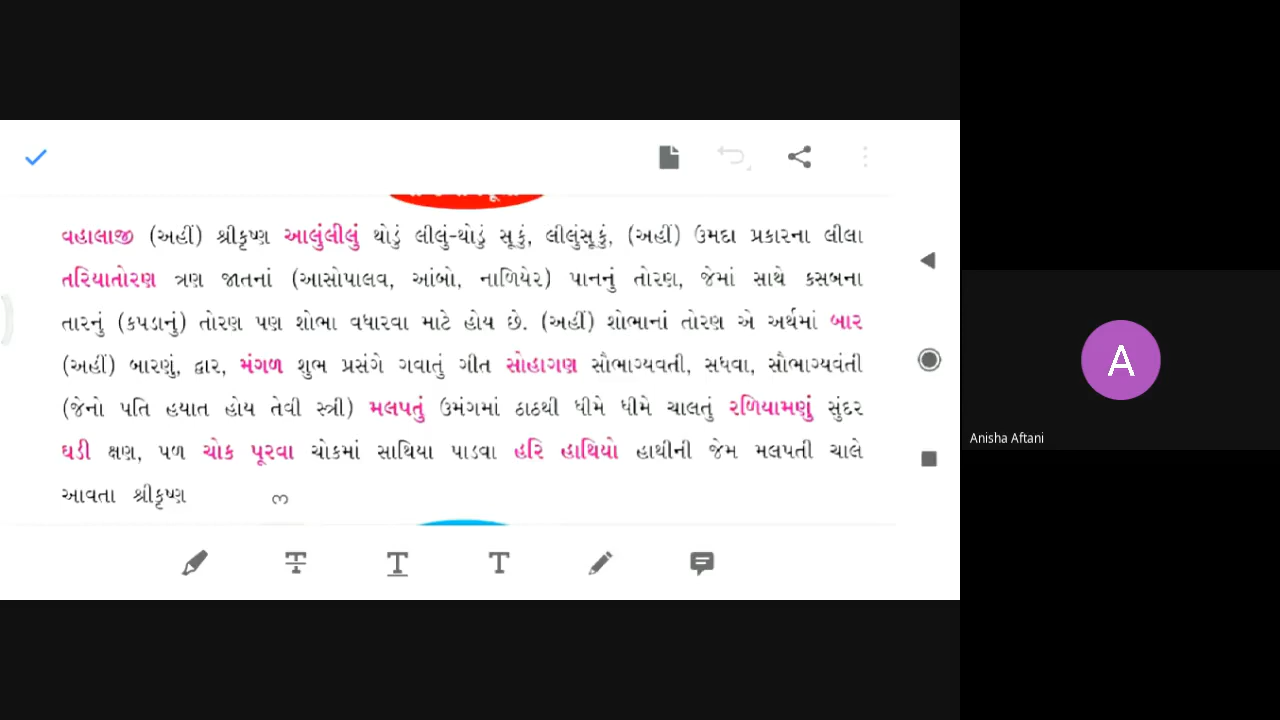 વહાલાજી (અહીં) શ્રીકૃષ્ણ આલુંલીલું થોડું લીલું-થોડું સૂકું, લીલુંસૂકું, (અહીં) ઉમદા પ્રકારના લીલા
તરિયાતોરણ ત્રણ જાતનાં (આસોપાલવ, આંબો, નાળિયેર) પાનનું તોરણ, જેમાં સાથે કસબના
તારનું (કપડાનું) તોરણ પણ શોભા વધારવા માટે હોય છે. (અહીં) શોભાનાં તોરણ એ અર્થમાં બાર
(અહીં) બારણું, દ્વાર, મંગળ શુભ પ્રસંગે ગવાતું ગીત સોહાગણ સૌભાગ્યવતી, સધવા, સૌભાગ્યવંતી
(જેનો પતિ હયાત હોય તેવી સ્ત્રી) મલપતું ઉમંગમાં ઠાઠથી ધીમે ધીમે ચાલતું રળિયામણું સુંદર
ઘડી ક્ષણ, પળ ચોક પૂરવા ચોકમાં સાથિયા પાડવા હરિ હાથિયો હાથીની જેમ મલપતી ચાલે
આવતા શ્રીકૃષ્ણ
A
Anisha Aftani